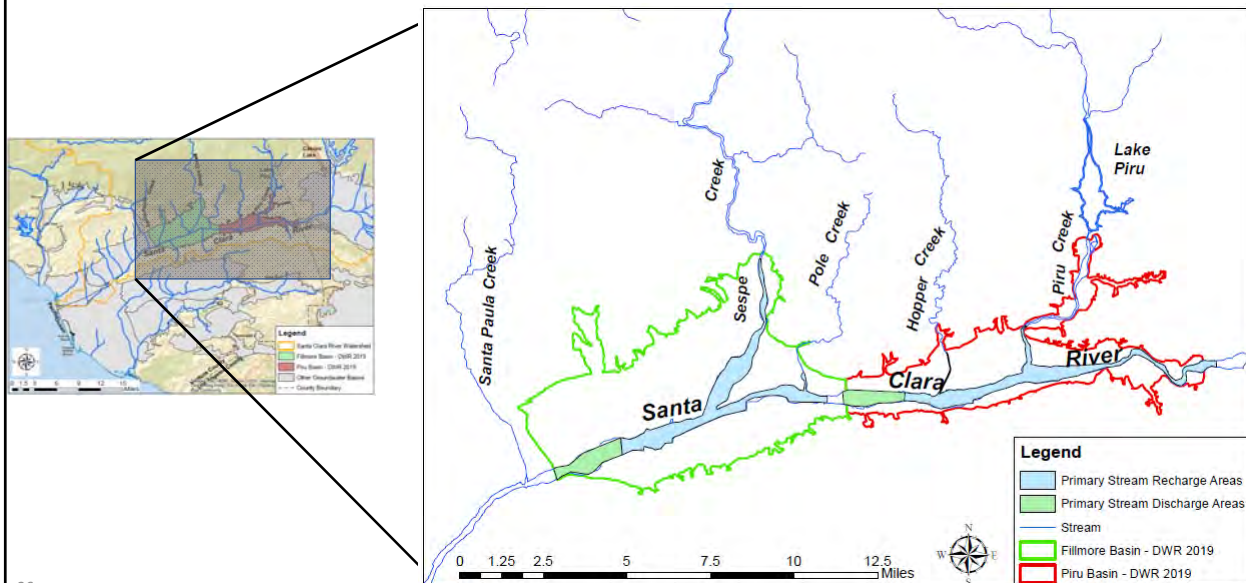 Creek
Lake
Piru
Santa Paula Creek
Sespe
Pole Creek
Hopper Creek
Piru Creek
Santa
Clara
River
Legend
Primary Stream Recharge Areas
Primary Stream Discharge Areas
Stream
Fillmore Basin - DWR 2019
Piru Basin - DWR 2019
0 1.25 2.5 5 7.5 10 12.5
Miles
N
W E
S
Santa
Clara
River
Legend
Santa Clara River Watershed
Fillmore Basin - DWR 2019
Piru Basin - DWR 2019
Other Groundwater Basins
County Boundary